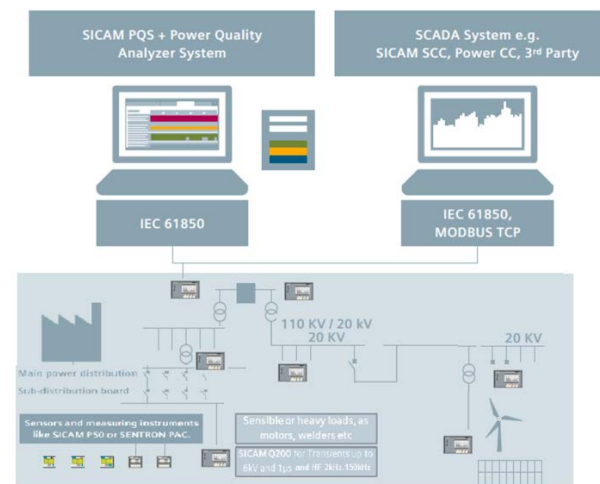 SICAM PQS + Power Quality
Analyzer System
SCADA System e.g.
SICAM SCC, Power CC, 3rd Party
IEC 61850
IEC 61850,
MODBUS TCP
110 KV / 20 kV
20 KV
20 KV
Main power distribution
Sub-distribution board
Sensors and measuring instruments
like SICAM P50 or SENTRON PAC.
Sensible or heavy loads, as
motors, welders etc
SICAM Q200 for Transients up to
6kV and 1µs and HF 2kHz-150kHz